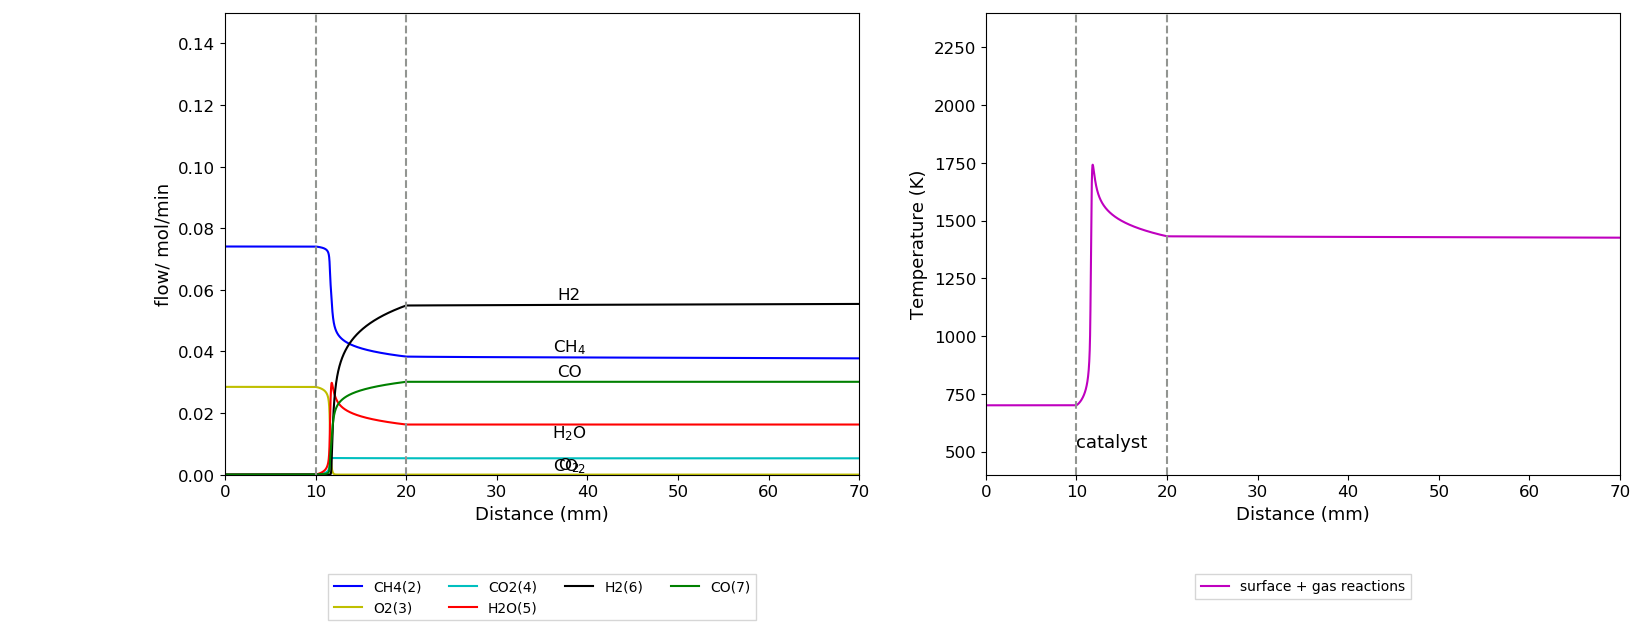 flow/ mol/min
0.14
0.12
0.10
0.08
0.06
0.04
0.02
0.00
H2
CH₄
CO
H₂O
CO₂
O₂
0 10 20 30 40 50 60 70
Distance (mm)
CH4(2) CO2(4) H2(6) CO(7)
O2(3) H2O(5)
Temperature (K)
2250
2000
1750
1500
1250
1000
750
500
catalyst
0 10 20 30 40 50 60 70
Distance (mm)
surface + gas reactions